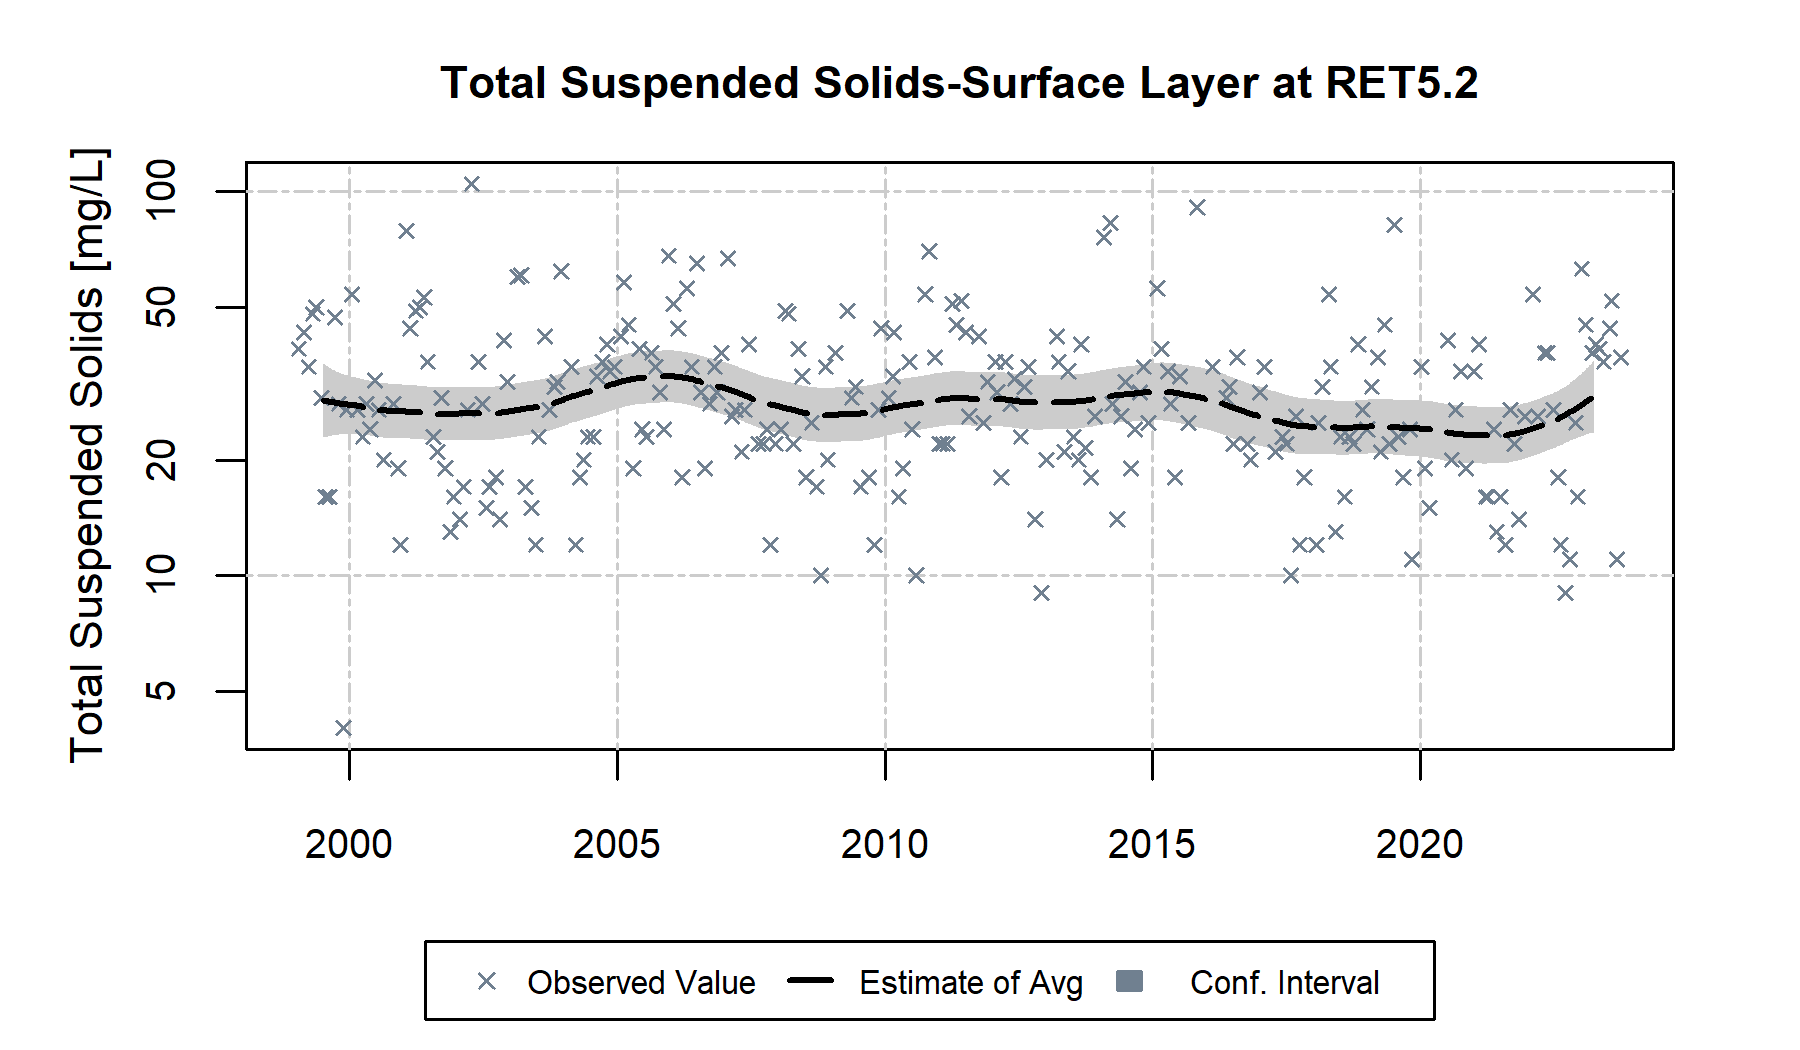 Total Suspended Solids-Surface Layer at RET5.2
Total Suspended Solids [mg/L]
100
50
20
10
5
2000 2005 2010 2015 2020
Observed Value Estimate of Avg Conf. Interval